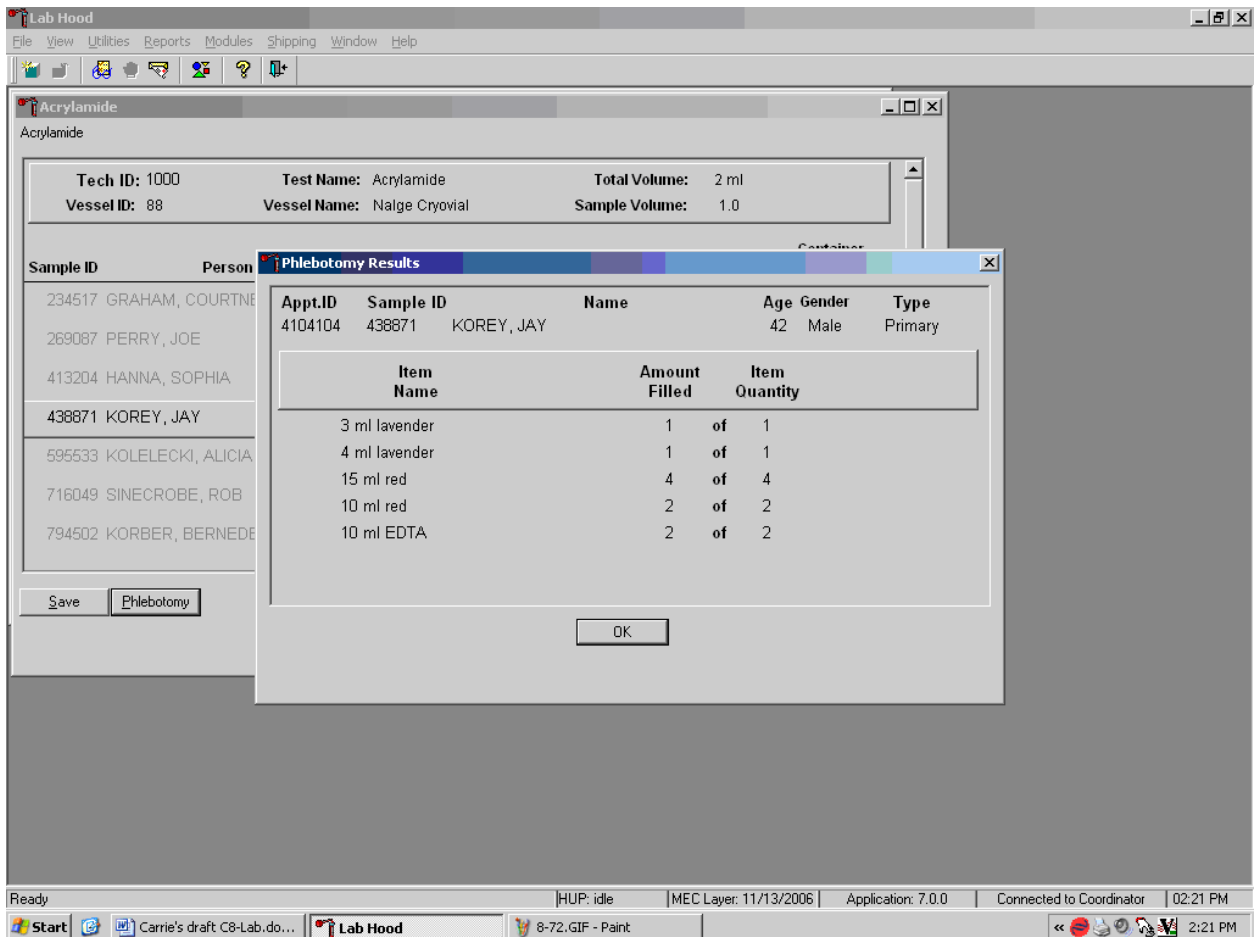 Lab Hood
File View Utilities Reports Modules Shipping Window Help
Acrylamide
Acrylamide
Tech ID: 1000 Test Name: Acrylamide Total Volume: 2 ml
Vessel ID: 88 Vessel Name: Nalge Cryovial Sample Volume: 1.0
Container
Sample ID Person
234517 GRAHAM, COURTNE
269087 PERRY, JOE
413204 HANNA, SOPHIA
438871 KOREY, JAY
595533 KOLELECKI, ALICIA
716049 SINECROBE, ROB
794502 KORBER, BERNEDE
Save Phlebotomy
Phlebotomy Results
Appt.ID Sample ID Name Age Gender Type
4104104 438871 KOREY, JAY 42 Male Primary
Item Name Amount Filled Item Quantity
3 ml lavender 1 of 1
4 ml lavender 1 of 1
15 ml red 4 of 4
10 ml red 2 of 2
10 ml EDTA 2 of 2
OK
Ready HUP: idle MEC Layer: 11/13/2006 Application: 7.0.0 Connected to Coordinator 02:21 PM
Start Carrie's draft C8-Lab.do... Lab Hood 8-72.GIF - Paint 2:21 PM